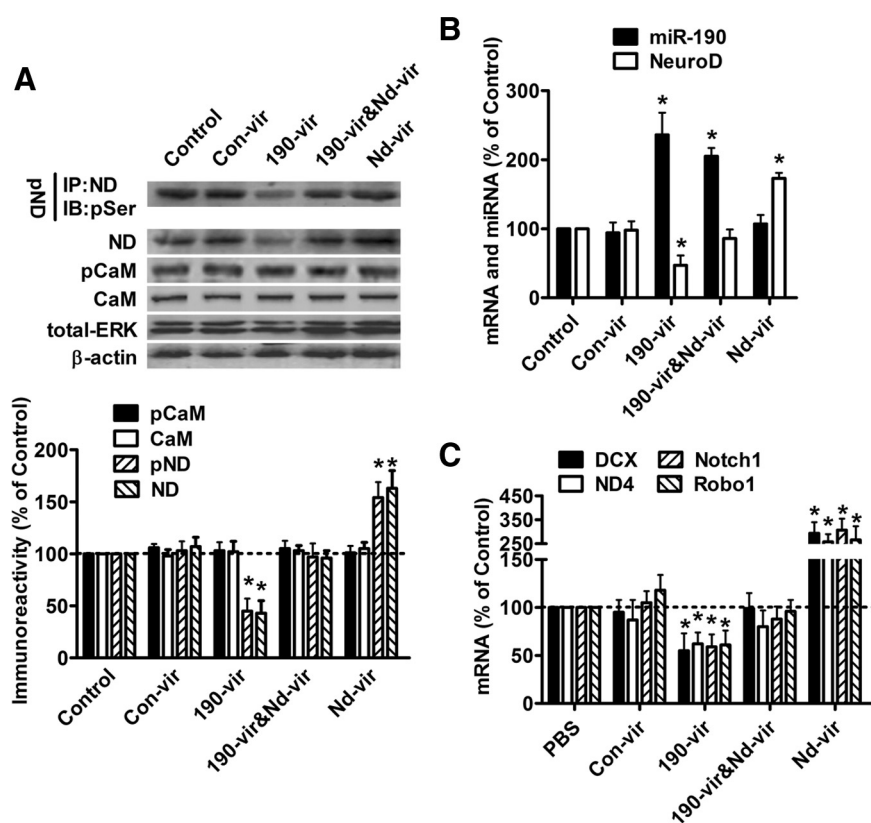 A
Control
Con-vir
190-vir
190-vir&Nd-vir
Nd-vir
pND
IP:ND
IB:pSer
ND
pCaM
CaM
total-ERK
β-actin
pCaM
CaM
pND
ND
Immunoreactivity (% of Control)
200
150
100
50
0
* *
* *
Control
Con-vir
190-vir
190-vir&Nd-vir
Nd-vir
B
miR-190
NeuroD
mRNA and miRNA (% of Control)
300
200
100
0
*
*
*
*
Control
Con-vir
190-vir
190-vir&Nd-vir
Nd-vir
C
DCX
ND4
Notch1
Robo1
mRNA (% of Control)
450
350
250
150
100
50
0
* * * *
* * * *
PBS
Con-vir
190-vir
190-vir&Nd-vir
Nd-vir